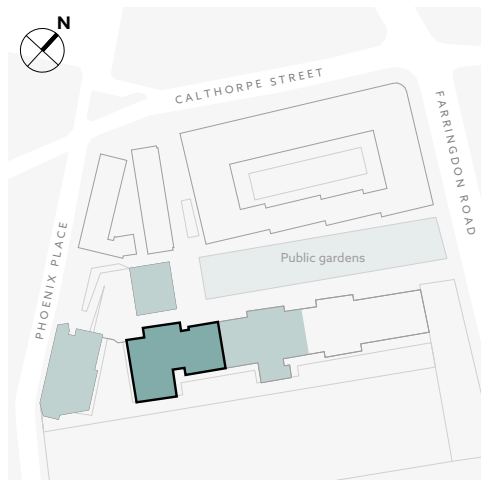 N
CALTHORPE STREET
FARRINGDON ROAD
PHOENIX PLACE
Public gardens